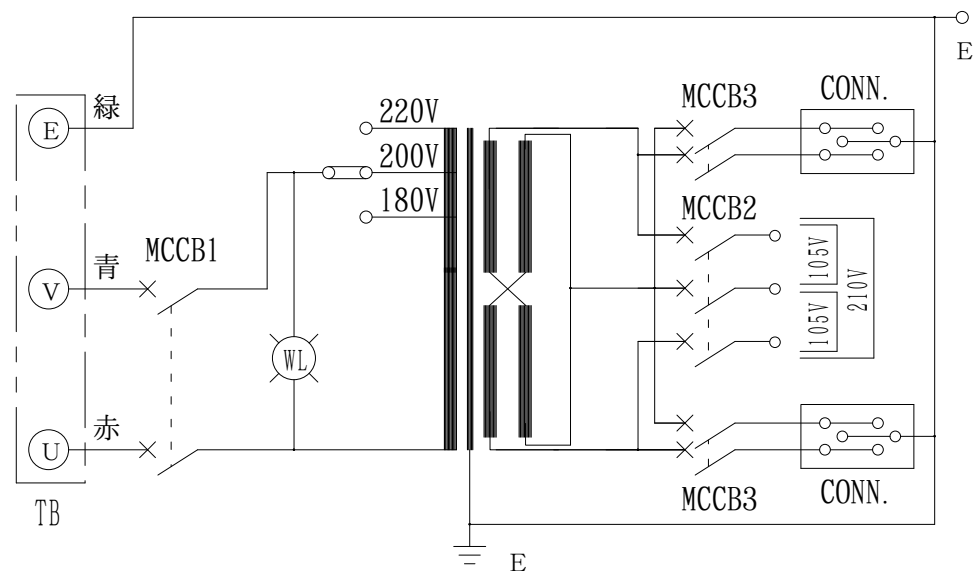 E
緑
E
220V
200V
180V
MCCB3
CONN.
青
V
MCCB1
MCCB2
105V
105V
210V
WL
赤
U
TB
MCCB3
CONN.
E